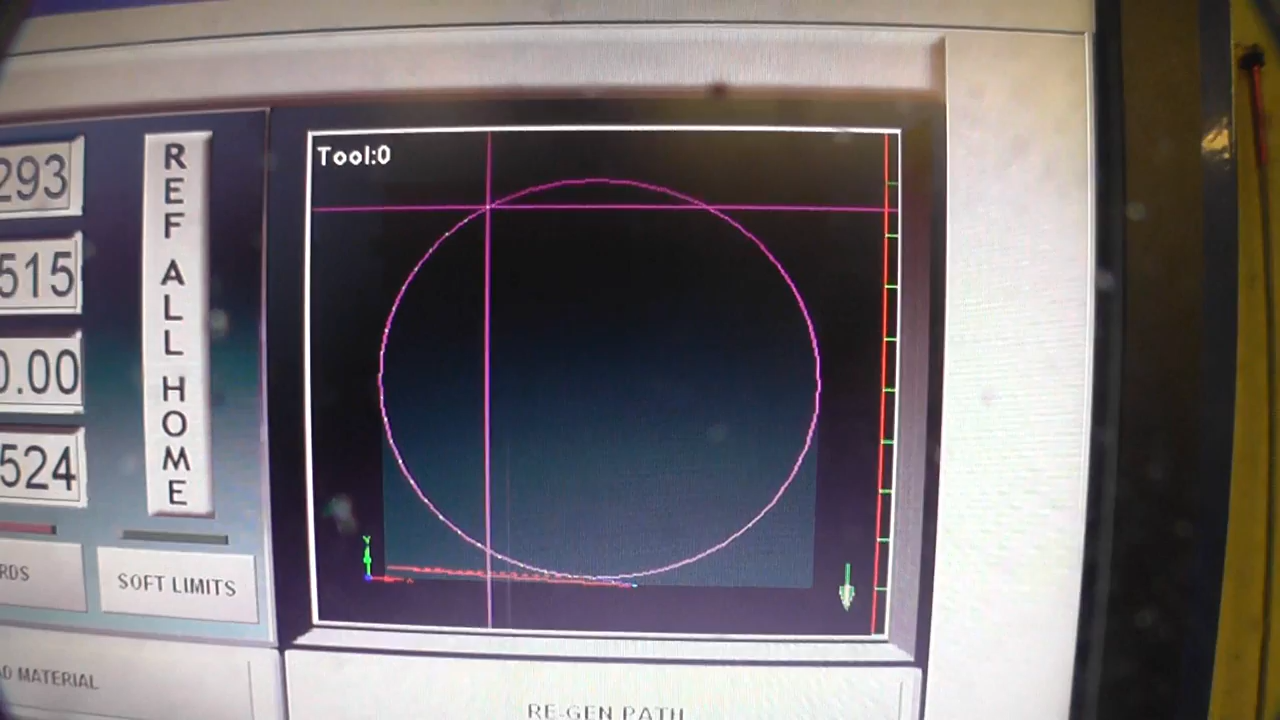 Tool:0
293
515
0.00
524
REF ALL HOME
RDS
SOFT LIMITS
D MATERIAL
RE-GEN PATH